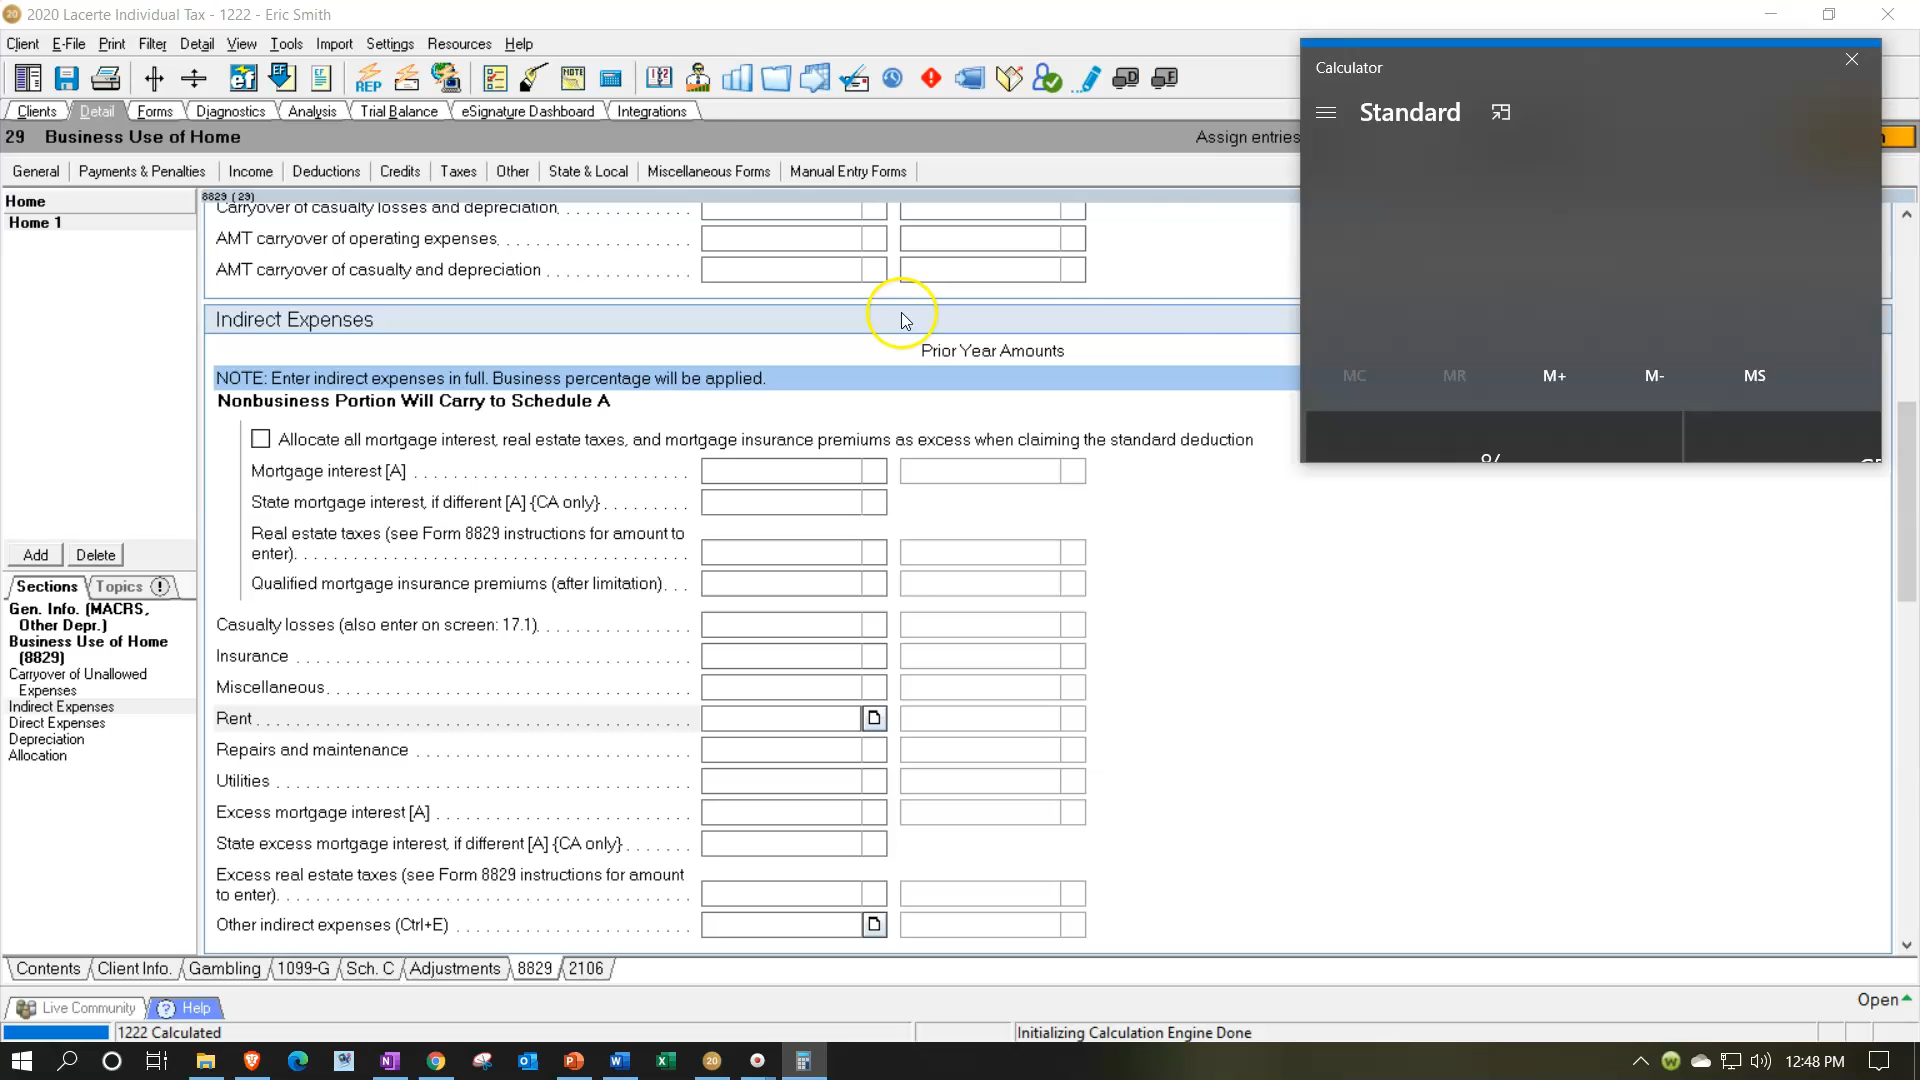 2020 Lacerte Individual Tax - 1222 - Eric Smith
Client E-File Print Filter Detail View Tools Import Settings Resources Help
Clients Detail Forms Diagnostics Analysis Trial Balance eSignature Dashboard Integrations
29 Business Use of Home Assign entries
General Payments & Penalties Income Deductions Credits Taxes Other State & Local Miscellaneous Forms Manual Entry Forms
Home
Home 1
Add Delete
Sections Topics
Gen. Info. (MACRS,
Other Depr.)
Business Use of Home
(8829)
Carryover of Unallowed
Expenses
Indirect Expenses
Direct Expenses
Depreciation
Allocation
8829 (29)
Carryover of casualty losses and depreciation
AMT carryover of operating expenses
AMT carryover of casualty and depreciation
Indirect Expenses
Prior Year Amounts
NOTE: Enter indirect expenses in full. Business percentage will be applied.
Nonbusiness Portion Will Carry to Schedule A
Allocate all mortgage interest, real estate taxes, and mortgage insurance premiums as excess when claiming the standard deduction
Mortgage interest [A]
State mortgage interest, if different [A] {CA only}
Real estate taxes (see Form 8829 instructions for amount to
enter)
Qualified mortgage insurance premiums (after limitation)
Casualty losses (also enter on screen: 17.1)
Insurance
Miscellaneous
Rent
Repairs and maintenance
Utilities
Excess mortgage interest [A]
State excess mortgage interest, if different [A] {CA only}
Excess real estate taxes (see Form 8829 instructions for amount
to enter)
Other indirect expenses (Ctrl+E)
Calculator
Standard
MC MR M+ M- MS
Contents Client Info. Gambling 1099-G Sch. C Adjustments 8829 2106
Live Community Help
Open
1222 Calculated
Initializing Calculation Engine Done
12:48 PM